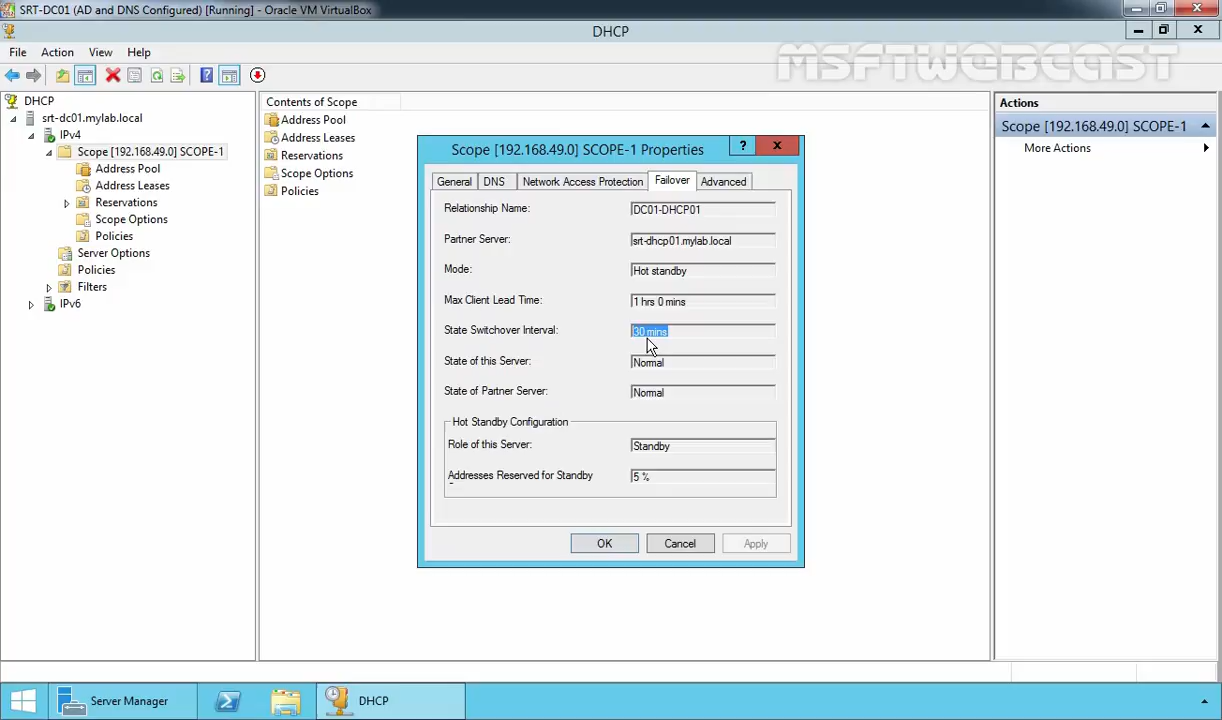 SRT-DC01 (AD and DNS Configured) [Running] - Oracle VM VirtualBox
DHCP
File Action View Help
MSFTWEBCAST
DHCP
srt-dc01.mylab.local
IPv4
Scope [192.168.49.0] SCOPE-1
Address Pool
Address Leases
Reservations
Scope Options
Policies
Server Options
Policies
Filters
IPv6
Contents of Scope
Address Pool
Address Leases
Reservations
Scope Options
Policies
Scope [192.168.49.0] SCOPE-1 Properties
?
General DNS Network Access Protection Failover Advanced
Relationship Name: DC01-DHCP01
Partner Server: srt-dhcp01.mylab.local
Mode: Hot standby
Max Client Lead Time: 1 hrs 0 mins
State Switchover Interval: 30 mins
State of this Server: Normal
State of Partner Server: Normal
Hot Standby Configuration
Role of this Server: Standby
Addresses Reserved for Standby 5 %
OK Cancel Apply
Actions
Scope [192.168.49.0] SCOPE-1
More Actions
Server Manager
DHCP